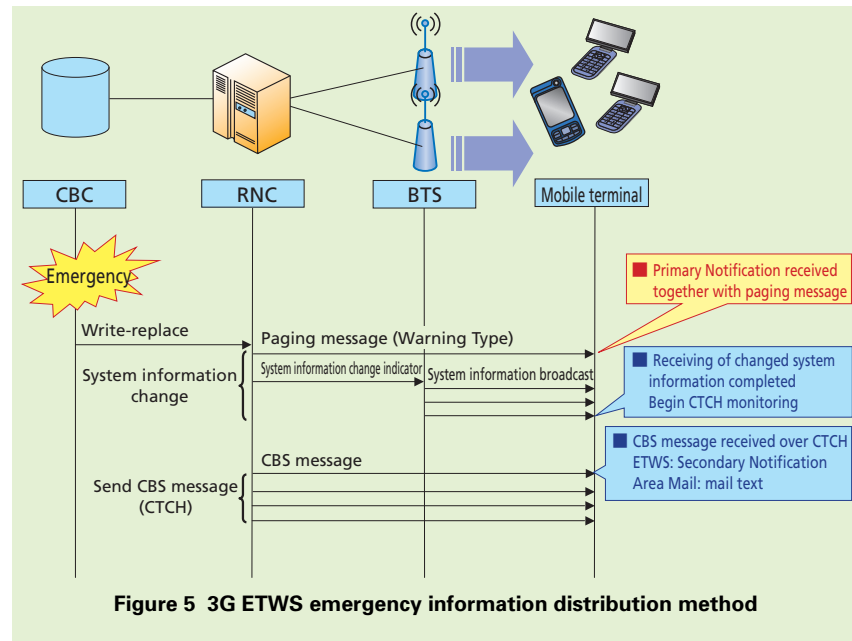 CBC
RNC
BTS
Mobile terminal
Emergency
■ Primary Notification received
together with paging message
Write-replace
Paging message (Warning Type)
System information
change
System information change indicator
System information broadcast
■ Receiving of changed system
information completed
Begin CTCH monitoring
■ CBS message received over CTCH
ETWS: Secondary Notification
Area Mail: mail text
CBS message
Send CBS message
(CTCH)
Figure 5 3G ETWS emergency information distribution method